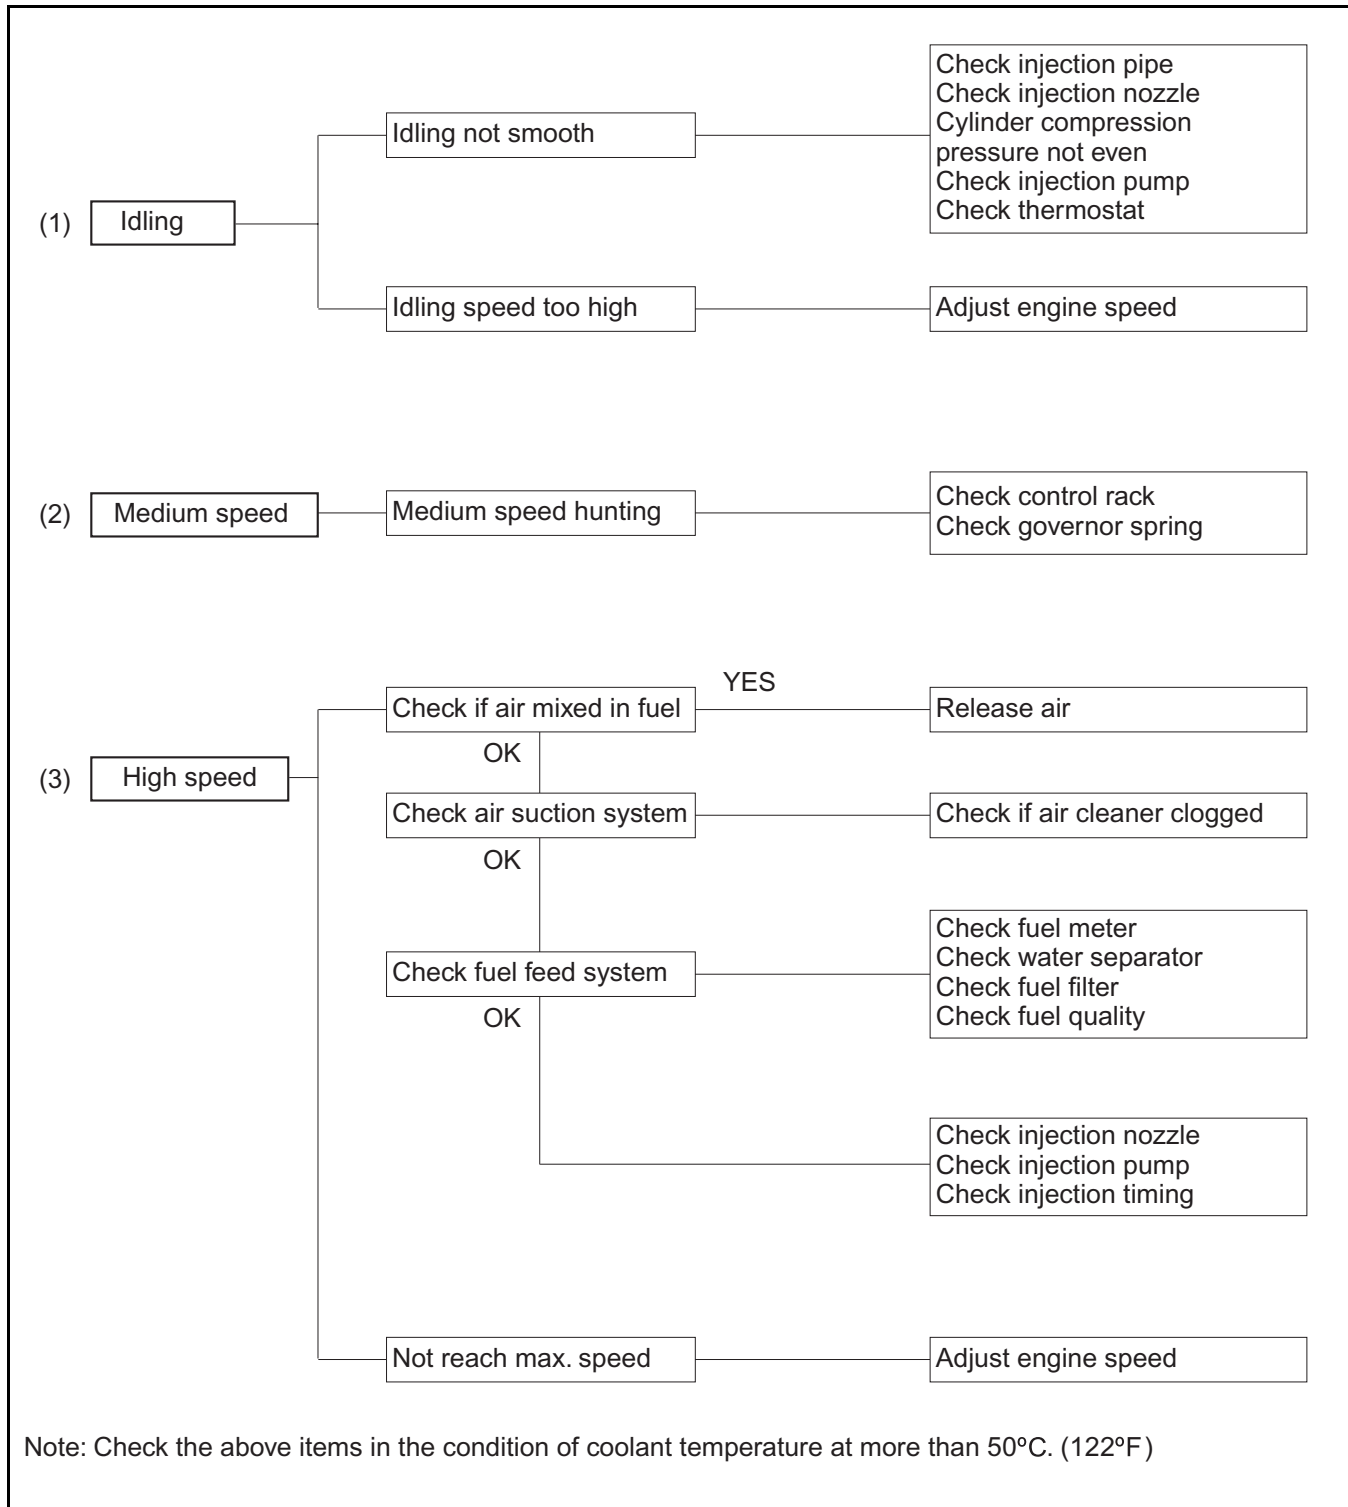 (1) Idling
Idling not smooth
Check injection pipe
Check injection nozzle
Cylinder compression
pressure not even
Check injection pump
Check thermostat
Idling speed too high
Adjust engine speed
(2) Medium speed
Medium speed hunting
Check control rack
Check governor spring
(3) High speed
Check if air mixed in fuel
YES
Release air
OK
Check air suction system
Check if air cleaner clogged
OK
Check fuel feed system
Check fuel meter
Check water separator
Check fuel filter
Check fuel quality
OK
Check injection nozzle
Check injection pump
Check injection timing
Not reach max. speed
Adjust engine speed
Note: Check the above items in the condition of coolant temperature at more than 50ºC. (122ºF)